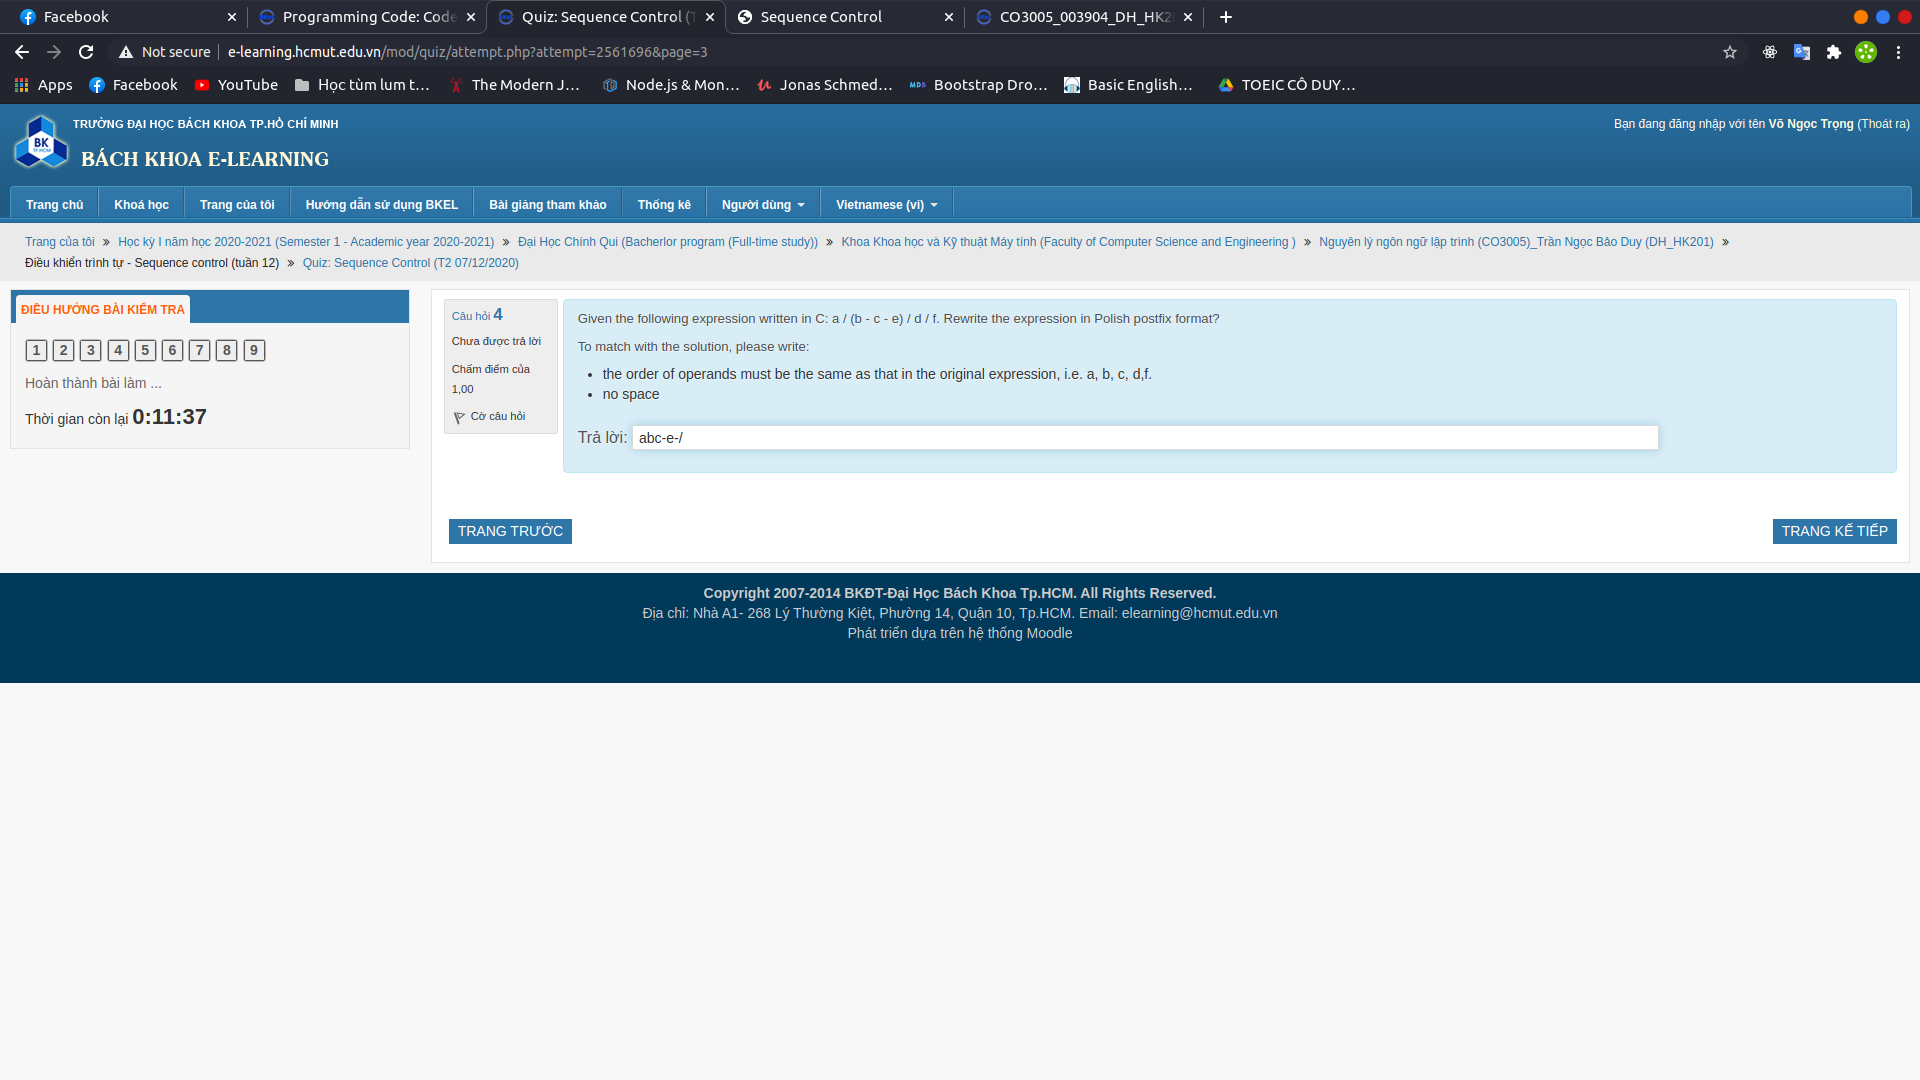 Facebook
Programming Code: Code
Quiz: Sequence Control (T
Sequence Control
CO3005_003904_DH_HK20
Not secure
e-learning.hcmut.edu.vn/mod/quiz/attempt.php?attempt=2561696&page=3
Apps
Facebook
YouTube
Học tùm lum t...
The Modern J...
Node.js & Mon...
Jonas Schmed...
Bootstrap Dro...
Basic English...
TOEIC CÔ DUY...
TRƯỜNG ĐẠI HỌC BÁCH KHOA TP.HỒ CHÍ MINH
BK
TP.HCM
BÁCH KHOA E-LEARNING
Bạn đang đăng nhập với tên Võ Ngọc Trọng (Thoát ra)
Trang chủ
Khoá học
Trang của tôi
Hướng dẫn sử dụng BKEL
Bài giảng tham khảo
Thống kê
Người dùng
Vietnamese (vi)
Trang của tôi » Học kỳ I năm học 2020-2021 (Semester 1 - Academic year 2020-2021) » Đại Học Chính Qui (Bacherlor program (Full-time study)) » Khoa Khoa học và Kỹ thuật Máy tính (Faculty of Computer Science and Engineering ) » Nguyên lý ngôn ngữ lập trình (CO3005)_Trần Ngọc Bảo Duy (DH_HK201) »
Điều khiển trình tự - Sequence control (tuần 12) » Quiz: Sequence Control (T2 07/12/2020)
ĐIỀU HƯỚNG BÀI KIỂM TRA
1 2 3 4 5 6 7 8 9
Hoàn thành bài làm ...
Thời gian còn lại 0:11:37
Câu hỏi 4
Chưa được trả lời
Chấm điểm của
1,00
Cờ câu hỏi
Given the following expression written in C: a / (b - c - e) / d / f. Rewrite the expression in Polish postfix format?
To match with the solution, please write:
• the order of operands must be the same as that in the original expression, i.e. a, b, c, d,f.
• no space
Trả lời: abc-e-/
TRANG TRƯỚC
TRANG KẾ TIẾP
Copyright 2007-2014 BKĐT-Đại Học Bách Khoa Tp.HCM. All Rights Reserved.
Địa chỉ: Nhà A1- 268 Lý Thường Kiệt, Phường 14, Quận 10, Tp.HCM. Email: elearning@hcmut.edu.vn
Phát triển dựa trên hệ thống Moodle